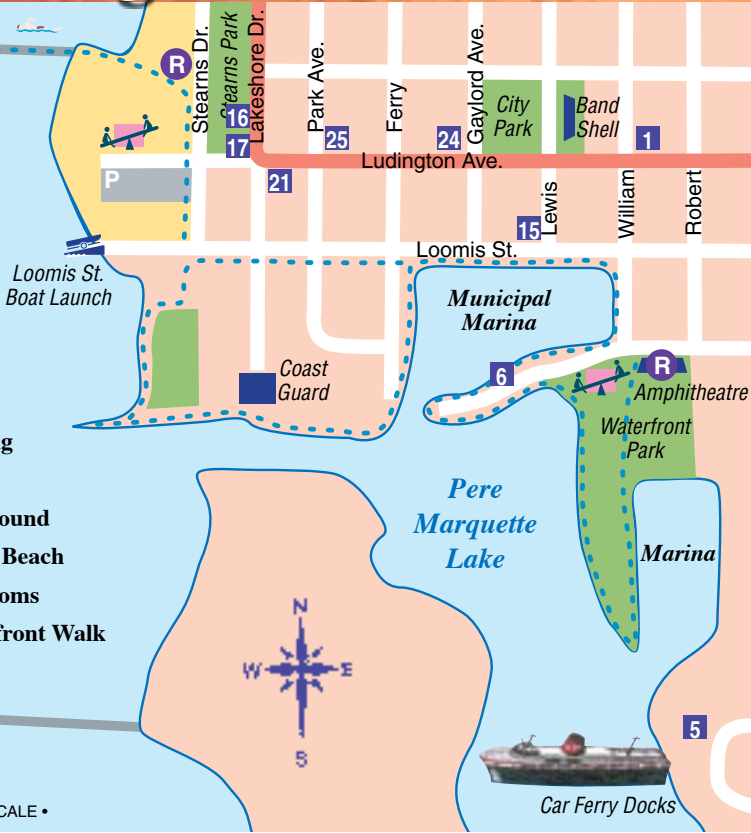 Stearns Dr.
Stearns Park
Lakeshore Dr.
Park Ave.
Ferry
Gaylord Ave.
City
Park
Band
Shell
R
16
17
25
24
1
Ludington Ave.
P
21
15
Lewis
William
Robert
Loomis St.
Loomis St.
Boat Launch
Municipal
Marina
Coast
Guard
6
R
Amphitheatre
Waterfront
Park
g
ound
Beach
oms
front Walk
Pere
Marquette
Lake
Marina
N
W
E
S
5
Car Ferry Docks
CALE •